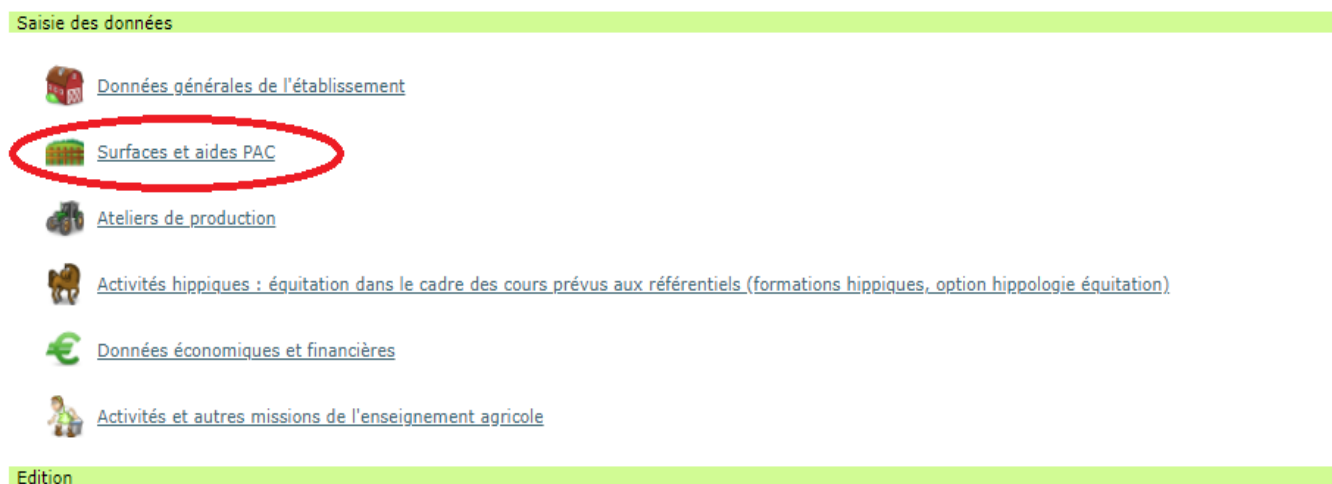 Saisie des données
Données générales de l'établissement
Surfaces et aides PAC
Ateliers de production
Activités hippiques : équitation dans le cadre des cours prévus aux référentiels (formations hippiques, option hippologie équitation)
Données économiques et financières
Activités et autres missions de l'enseignement agricole
Edition